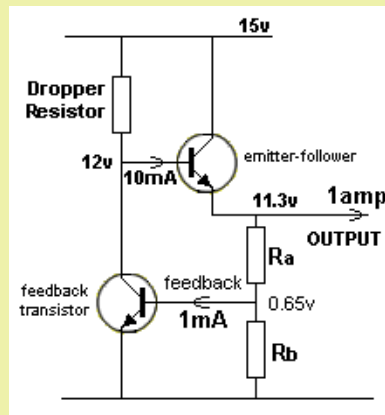 15v
Dropper
Resistor
emitter-follower
12v
10mA
11.3v
1amp
OUTPUT
Ra
feedback
feedback
transistor
1mA
0.65v
Rb